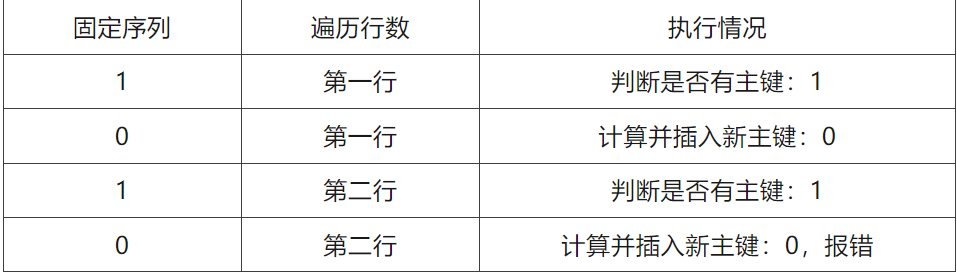 固定序列 遍历行数 执行情况
1 第一行 判断是否有主键：1
0 第一行 计算并插入新主键：0
1 第二行 判断是否有主键：1
0 第二行 计算并插入新主键：0，报错